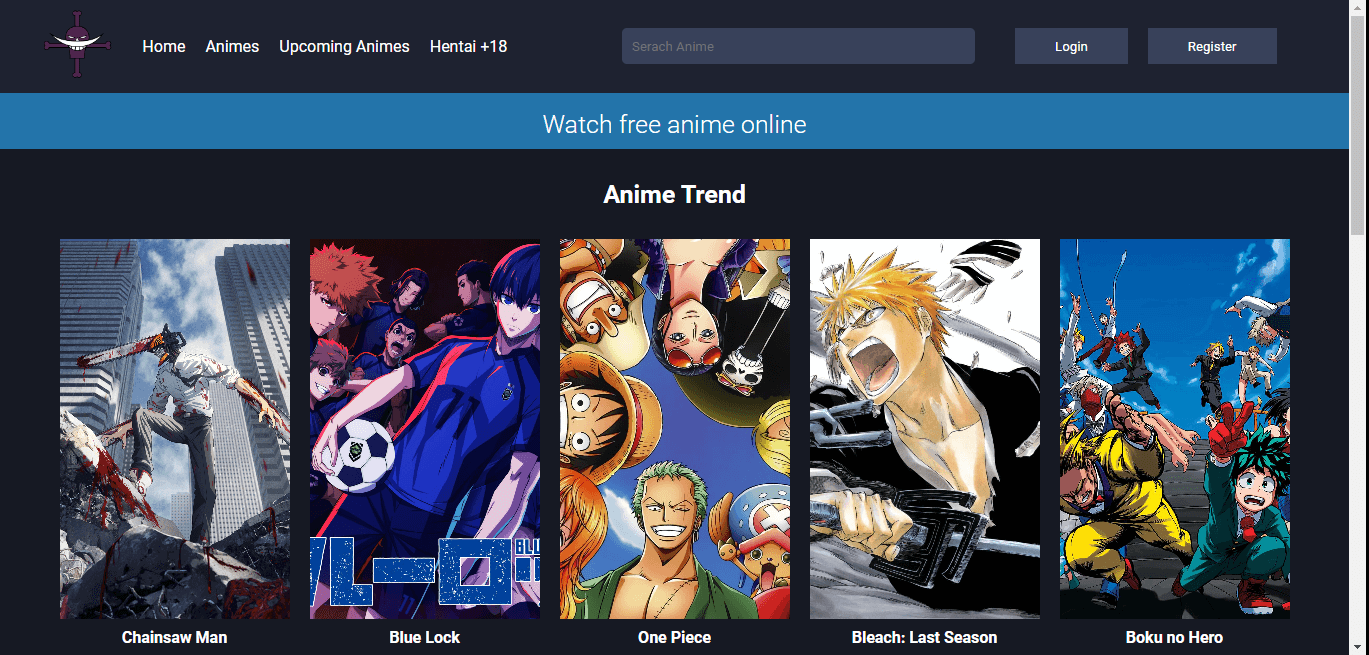 Home Animes Upcoming Animes Hentai +18 Serach Anime Login Register
Watch free anime online
Anime Trend
Chainsaw Man Blue Lock One Piece Bleach: Last Season Boku no Hero